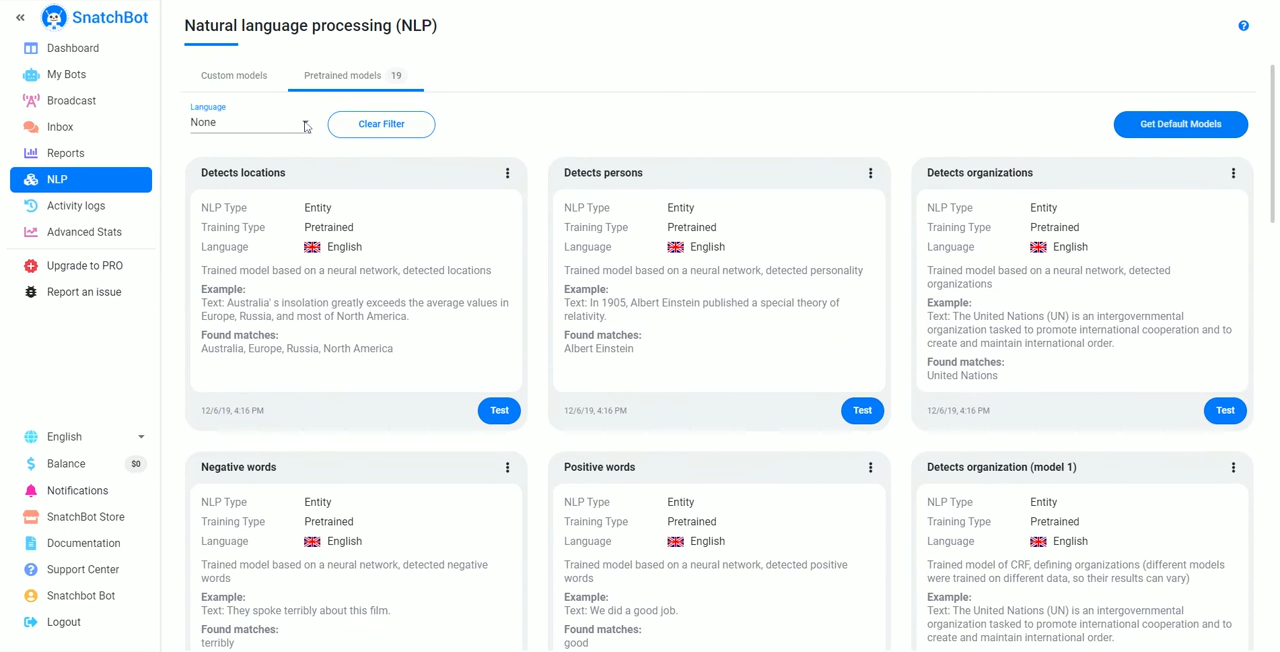 SnatchBot
Dashboard
My Bots
Broadcast
Inbox
Reports
NLP
Activity logs
Advanced Stats
Upgrade to PRO
Report an issue
English
Balance $0
Notifications
SnatchBot Store
Documentation
Support Center
Snatchbot Bot
Logout
Natural language processing (NLP)
Custom models
Pretrained models 19
Language
None
Clear Filter
Get Default Models
Detects locations
NLP Type Entity
Training Type Pretrained
Language English
Trained model based on a neural network, detected locations
Example:
Text: Australia' s insolation greatly exceeds the average values in
Europe, Russia, and most of North America.
Found matches:
Australia, Europe, Russia, North America
12/6/19, 4:16 PM
Test
Detects persons
NLP Type Entity
Training Type Pretrained
Language English
Trained model based on a neural network, detected personality
Example:
Text: In 1905, Albert Einstein published a special theory of
relativity.
Found matches:
Albert Einstein
12/6/19, 4:16 PM
Test
Detects organizations
NLP Type Entity
Training Type Pretrained
Language English
Trained model based on a neural network, detected
organizations
Example:
Text: The United Nations (UN) is an intergovernmental
organization tasked to promote international cooperation and to
create and maintain international order.
Found matches:
United Nations
12/6/19, 4:16 PM
Test
Negative words
NLP Type Entity
Training Type Pretrained
Language English
Trained model based on a neural network, detected negative
words
Example:
Text: They spoke terribly about this film.
Found matches:
terribly
Positive words
NLP Type Entity
Training Type Pretrained
Language English
Trained model based on a neural network, detected positive
words
Example:
Text: We did a good job.
Found matches:
good
Detects organization (model 1)
NLP Type Entity
Training Type Pretrained
Language English
Trained model of CRF, defining organizations (different models
were trained on different data, so their results can vary)
Example:
Text: The United Nations (UN) is an intergovernmental
organization tasked to promote international cooperation and to
create and maintain international order.